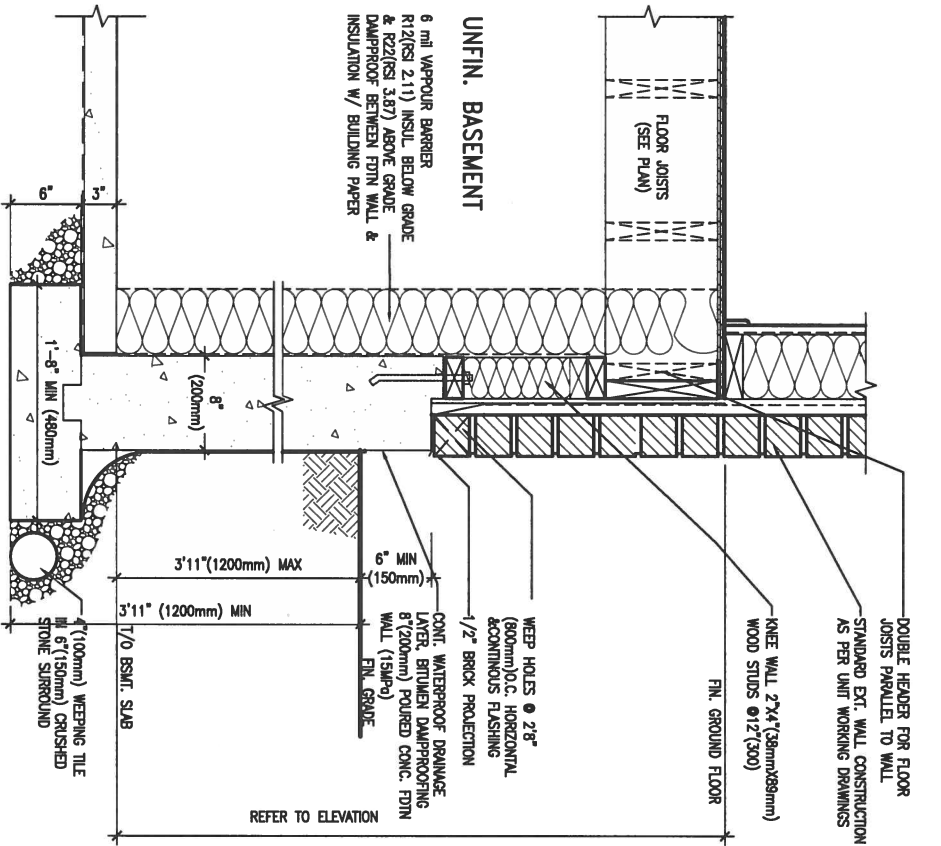 DOUBLE HEADER FOR FLOOR
JOISTS PARALLEL TO WALL
STANDARD EXT. WALL CONSTRUCTION
AS PER UNIT WORKING DRAWINGS
KNEE WALL 2"X4"(38mmX89mm)
WOOD STUDS @12"(300)
FIN. GROUND FLOOR
FLOOR JOISTS
(SEE PLAN)
UNFIN. BASEMENT
6 mil VAPPOUR BARRIER
R12(RSI 2.11) INSUL BELOW GRADE
& R22(RSI 3.87) ABOVE GRADE
DAMPPROOF BETWEEN FDTN WALL &
INSULATION W/ BUILDING PAPER
WEEP HOLES @ 2'8"
(800mm)O.C. HORIZONTAL
&CONTINOUS FLASHING
1/2" BRICK PROJECTION
CONT. WATERPROOF DRAINAGE
LAYER, BITUMEN DAMPPROOFING
8"(200mm) POURED CONC. FDTN
WALL (15MPa)
FIN. GRADE
6" MIN
(150mm)
3'11"(1200mm) MAX
3'11" (1200mm) MIN
REFER TO ELEVATION
8"
(200mm)
T/O BSMT. SLAB
3"
6"
1'-8" MIN (480mm)
4"(100mm) WEEPING TILE
IN 6"(150mm) CRUSHED
STONE SURROUND